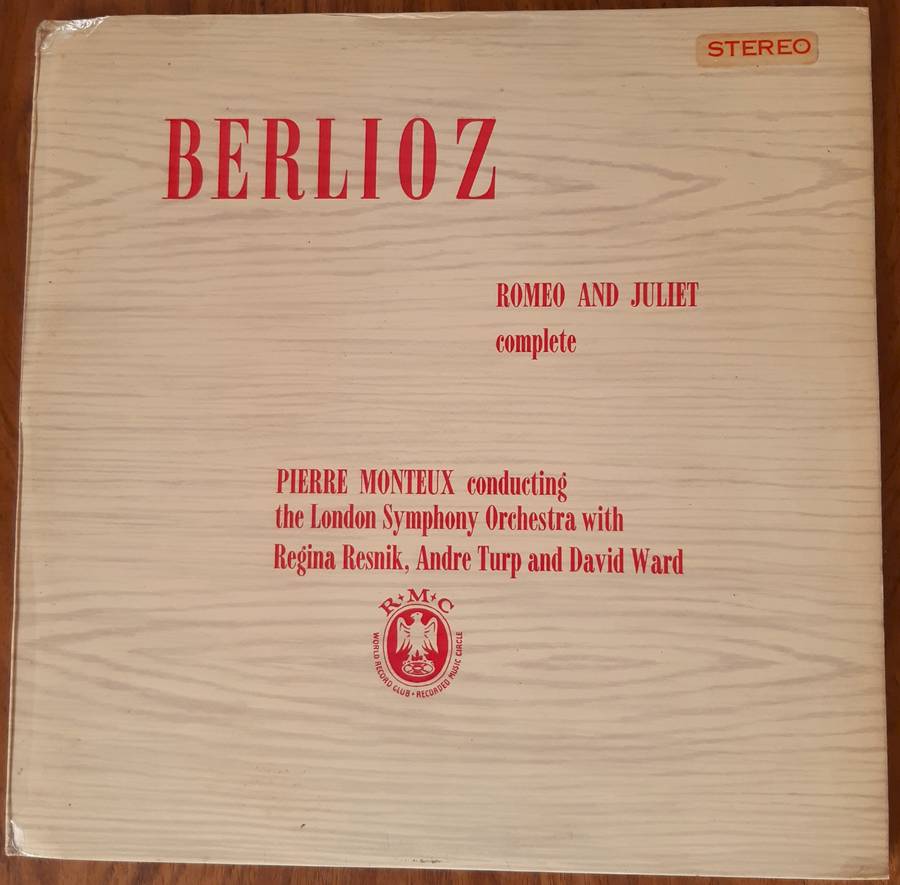 STEREO
BERLIOZ
ROMEO AND JULIET
complete
PIERRE MONTEUX conducting
the London Symphony Orchestra with
Regina Resnik, Andre Turp and David Ward
R+M+C
WORLD RECORD CLUB • RECORDED MUSIC CIRCLE